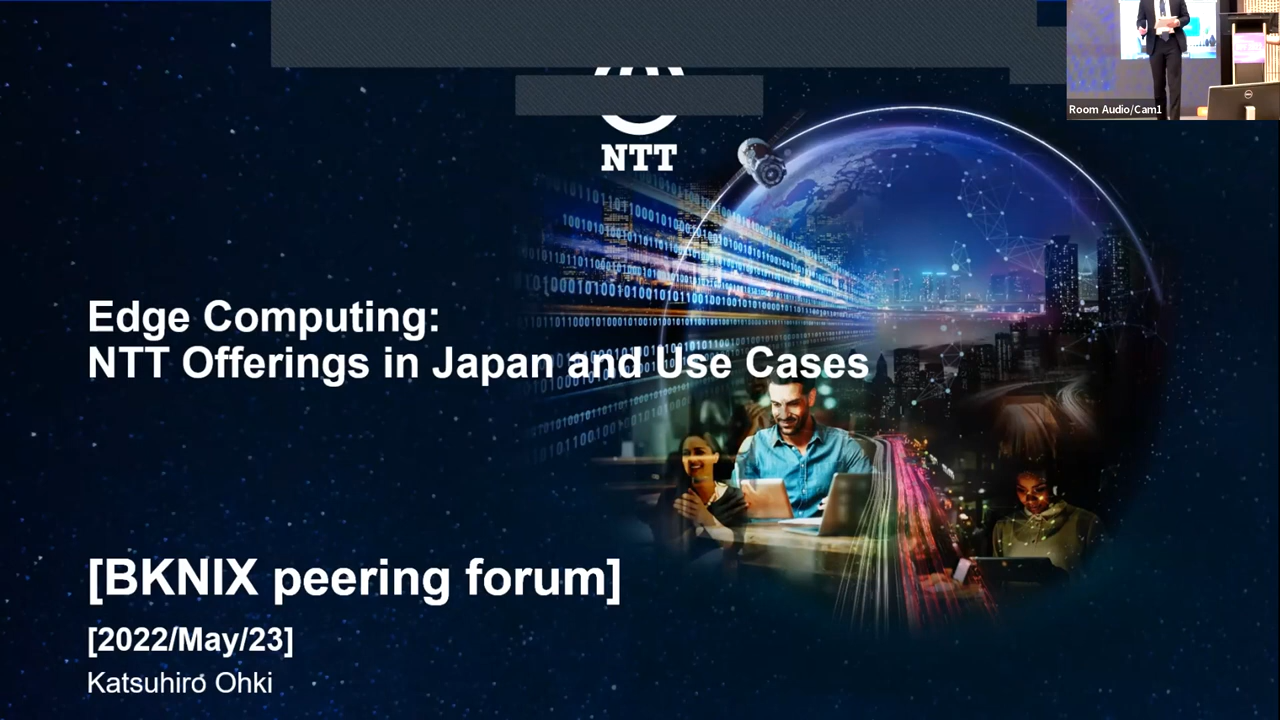 Room Audio/Cam1
NTT
Edge Computing:
NTT Offerings in Japan and Use Cases
[BKNIX peering forum]
[2022/May/23]
Katsuhiro Ohki